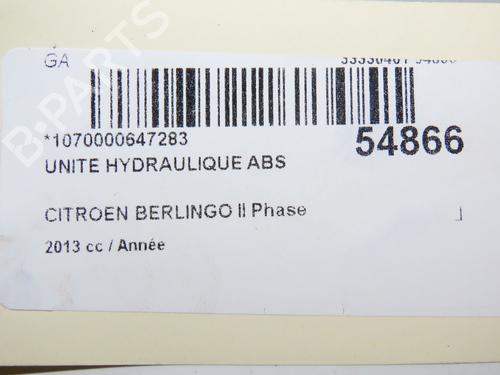 GA
*1070000647283
54866
UNITE HYDRAULIQUE ABS
CITROEN BERLINGO II Phase
2013 cc / Année
B-PARTS